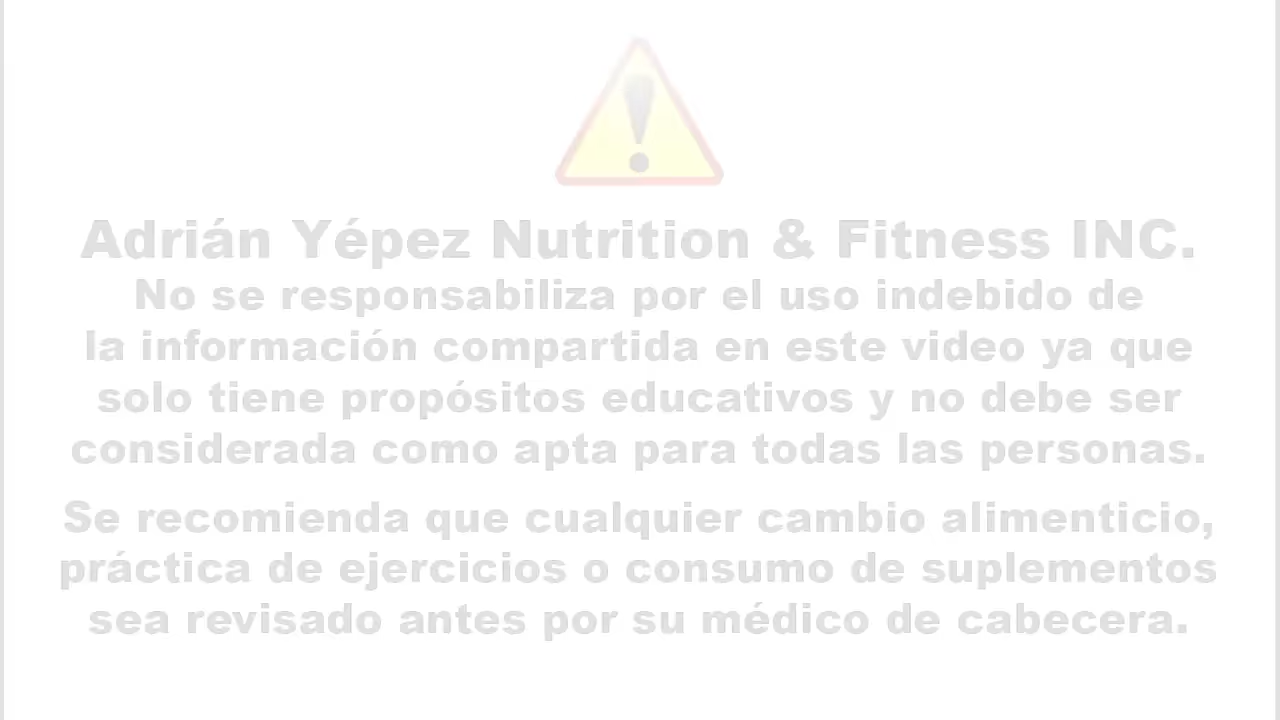 Adrián Yépez Nutrition & Fitness INC.
No se responsabiliza por el uso indebido de
la información compartida en este video ya que
solo tiene propósitos educativos y no debe ser
considerada como apta para todas las personas.
Se recomienda que cualquier cambio alimenticio,
práctica de ejercicios o consumo de suplementos
sea revisado antes por su médico de cabecera.